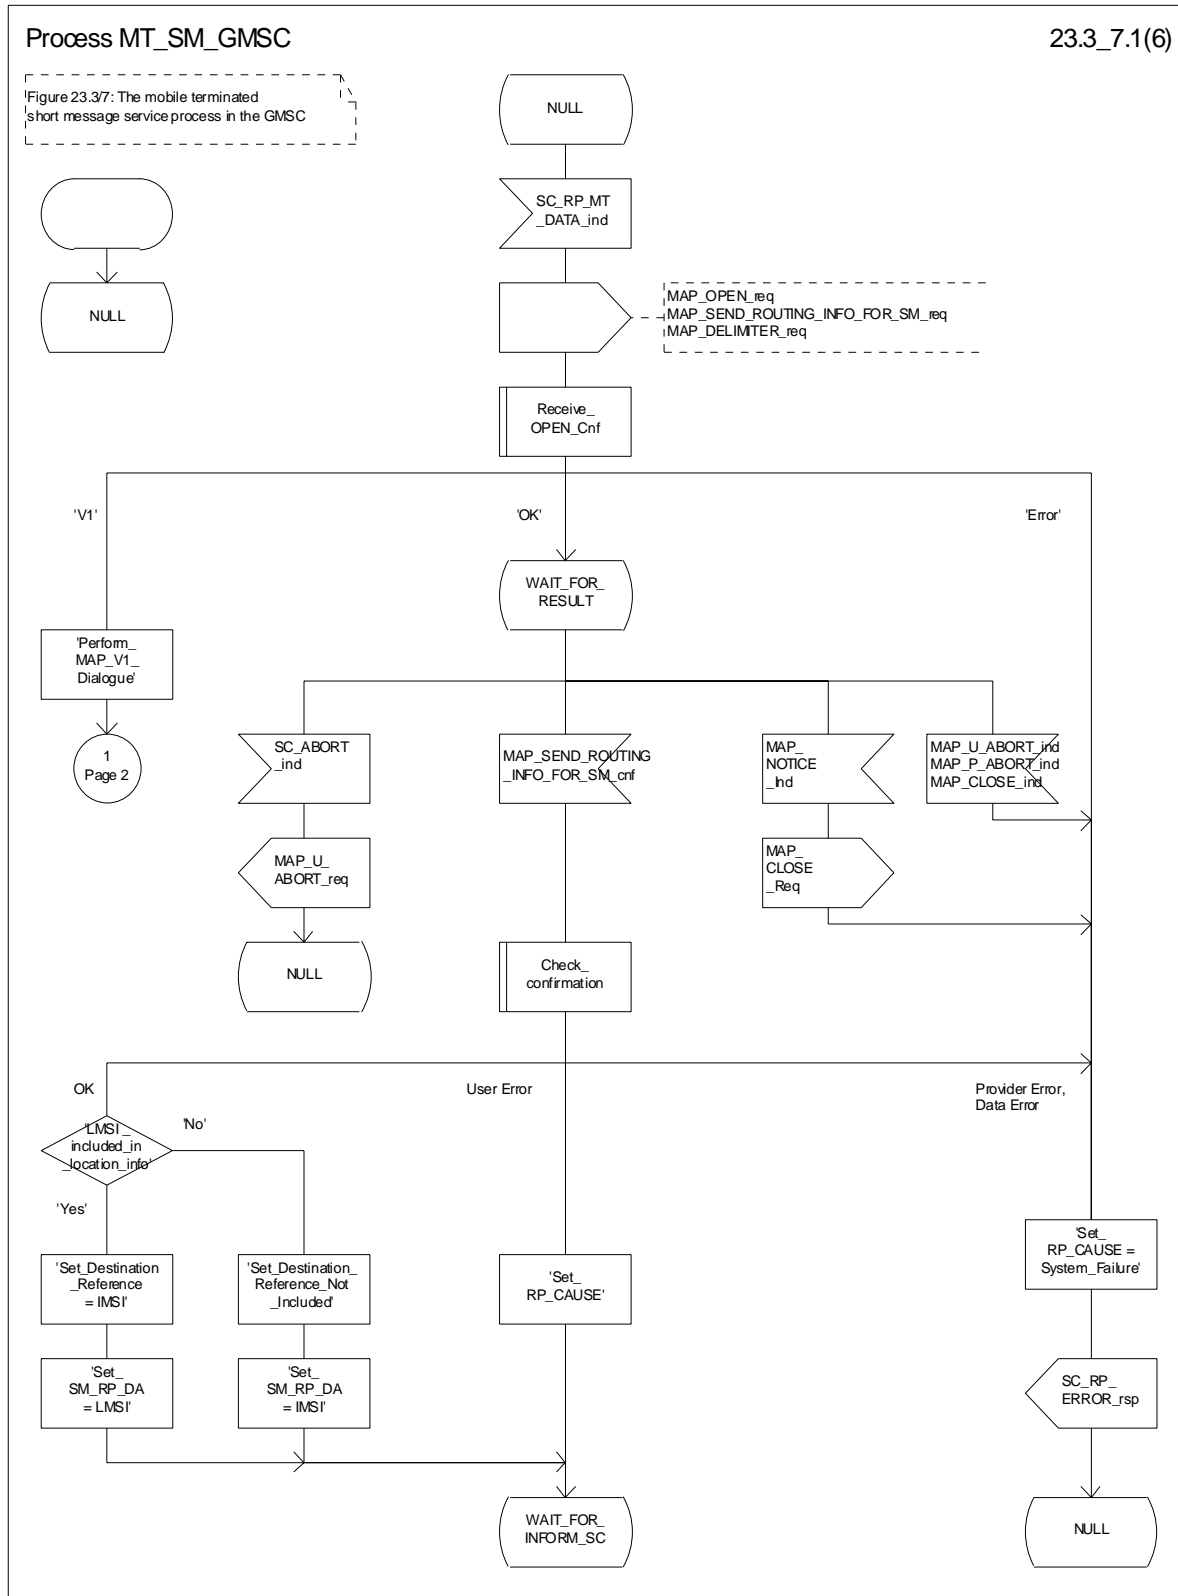 Process MT_SM_GMSC
23.3_7.1(6)
Figure 23.3/7: The mobile terminated
short message service process in the GMSC
NULL
SC_RP_MT
_DATA_ind
NULL
MAP_OPEN_req
MAP_SEND_ROUTING_INFO_FOR_SM_req
MAP_DELIMITER_req
Receive_
OPEN_Cnf
'V1'
'OK'
'Error'
WAIT_FOR_
RESULT
'Perform_
MAP_V1_
Dialogue'
1
Page 2
SC_ABORT
_ind
MAP_SEND_ROUTING
_INFO_FOR_SM_cnf
MAP_
NOTICE
_Ind
MAP_U_ABORT_ind
MAP_P_ABORT_ind
MAP_CLOSE_ind
MAP_U_
ABORT_req
MAP_
CLOSE
_Req
NULL
Check_
confirmation
OK
User Error
Provider Error,
Data Error
'LMSI_
included_in
_location_info'
'No'
'Yes'
'Set_Destination
_Reference
= IMSI'
'Set_Destination_
Reference_Not
_Included'
'Set_
RP_CAUSE'
'Set_
RP_CAUSE =
System_Failure'
'Set_
SM_RP_DA
= LMSI'
'Set_
SM_RP_DA
= IMSI'
SC_RP_
ERROR_rsp
WAIT_FOR_
INFORM_SC
NULL